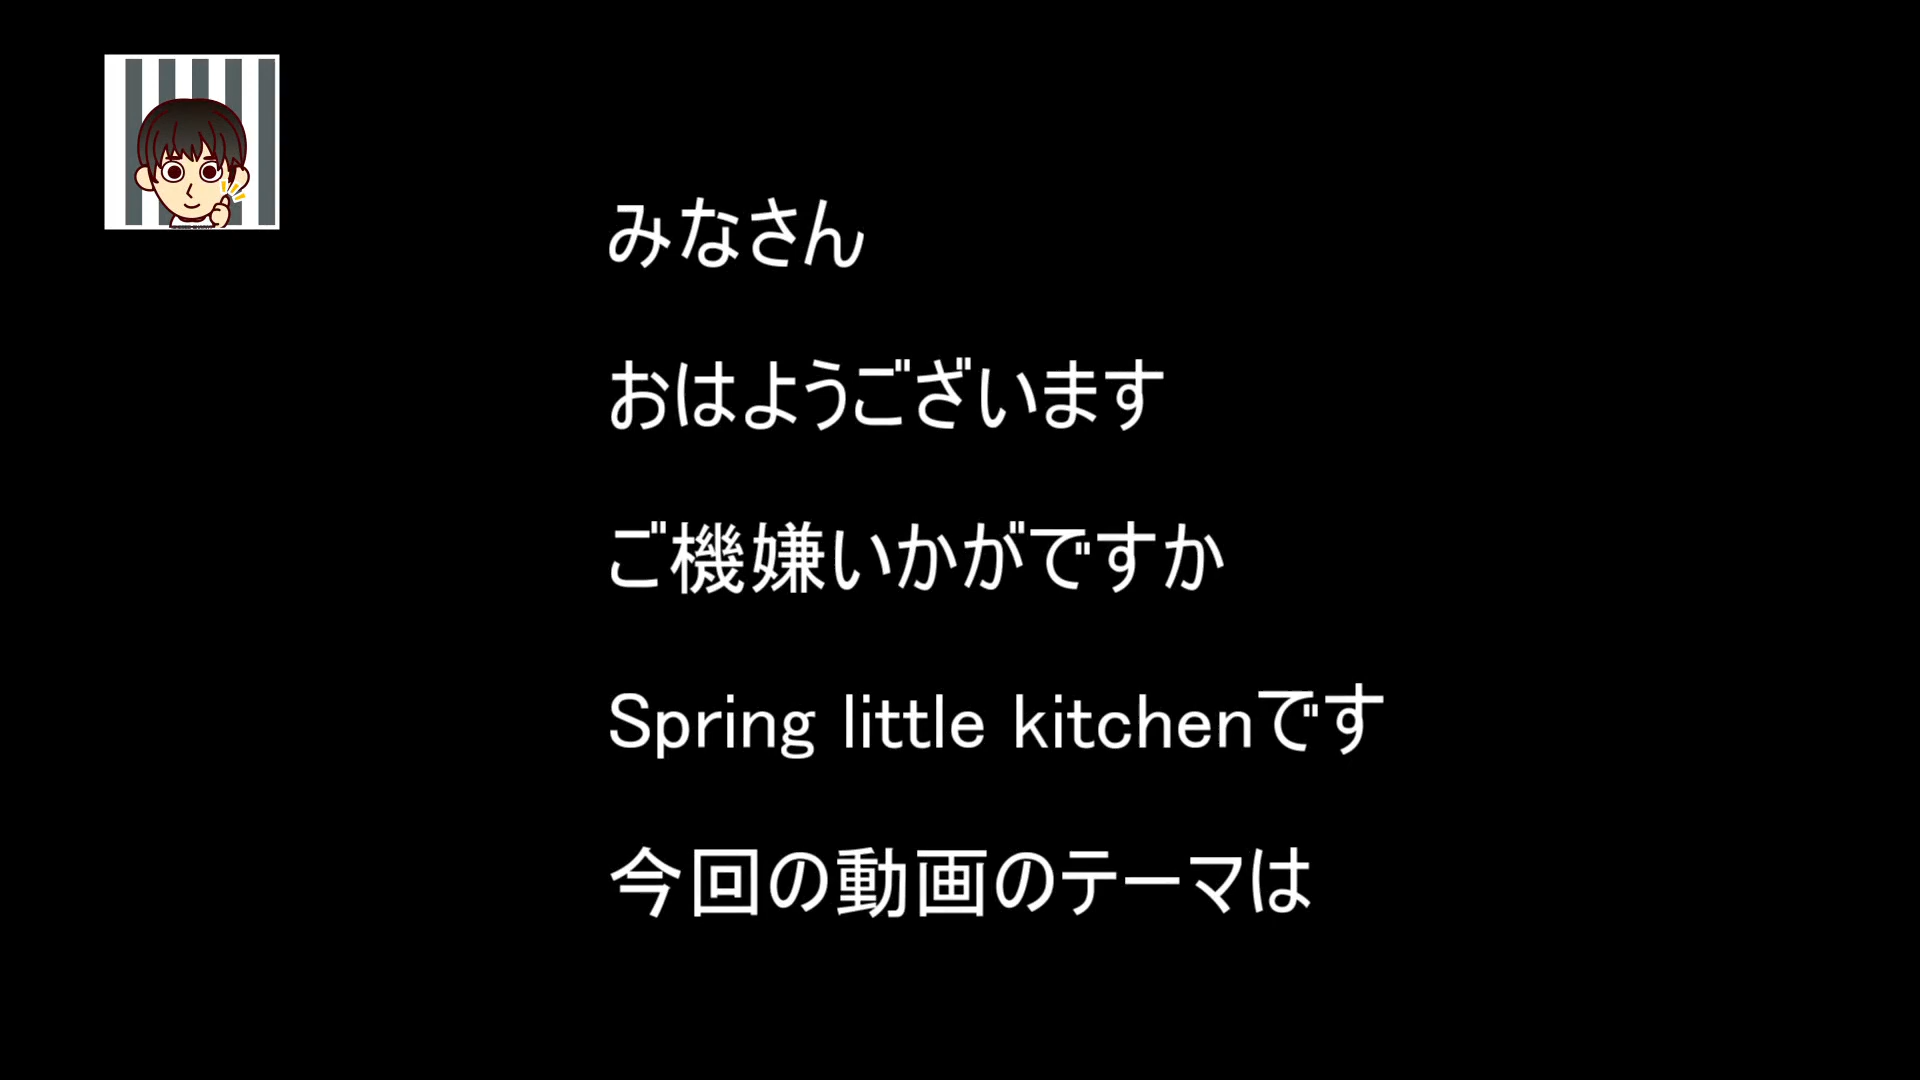 みなさん
おはようございます
ご機嫌いかがですか
Spring little kitchenです
今回の動画のテーマは